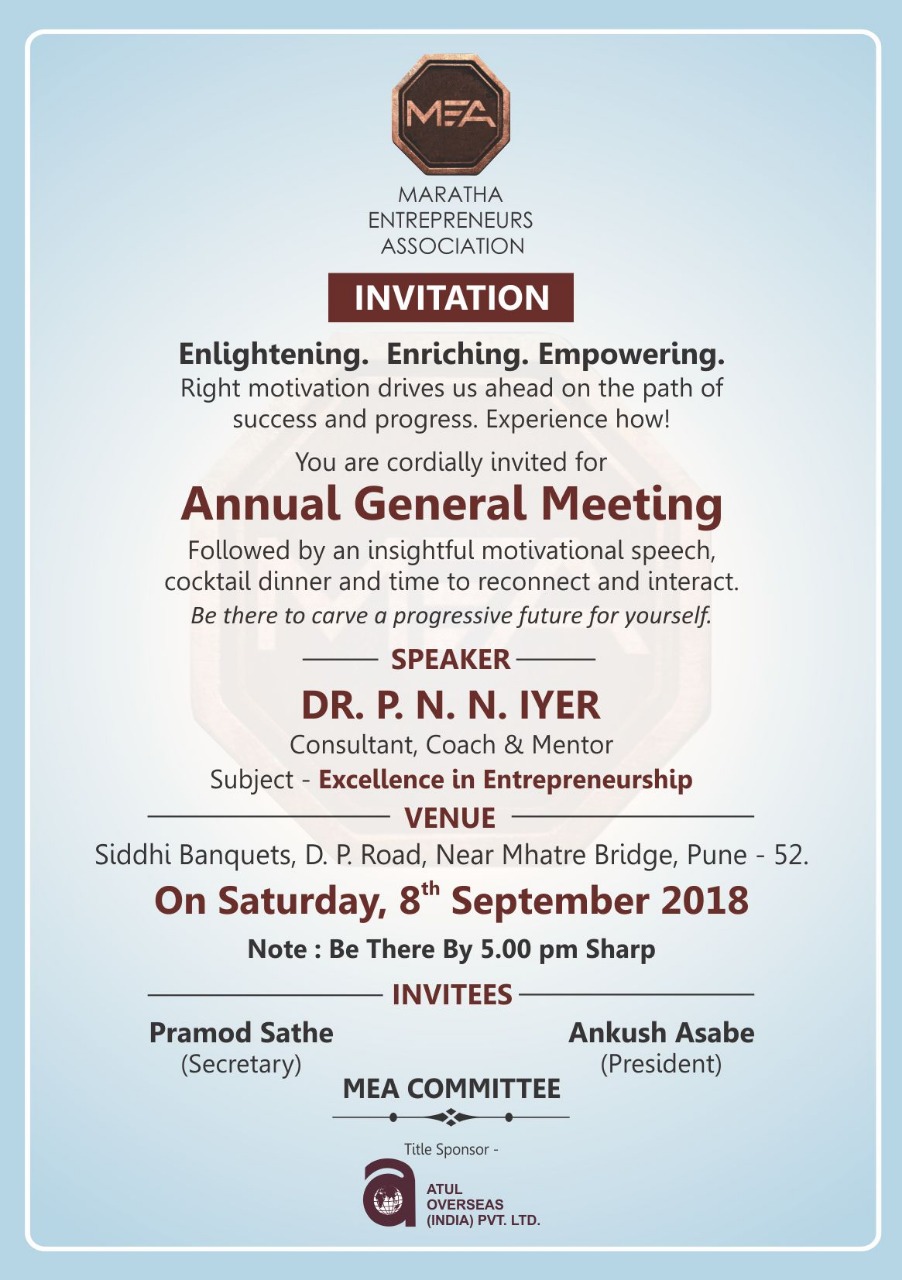 MEA
MARATHA
ENTREPRENEURS
ASSOCIATION
INVITATION
Enlightening. Enriching. Empowering.
Right motivation drives us ahead on the path of
success and progress. Experience how!
You are cordially invited for
Annual General Meeting
Followed by an insightful motivational speech,
cocktail dinner and time to reconnect and interact.
Be there to carve a progressive future for yourself.
SPEAKER
DR. P. N. N. IYER
Consultant, Coach & Mentor
Subject - Excellence in Entrepreneurship
VENUE
Siddhi Banquets, D. P. Road, Near Mhatre Bridge, Pune - 52.
On Saturday, 8th September 2018
Note : Be There By 5.00 pm Sharp
INVITEES
Pramod Sathe Ankush Asabe
(Secretary) (President)
MEA COMMITTEE
Title Sponsor -
a
ATUL
OVERSEAS
(INDIA) PVT. LTD.